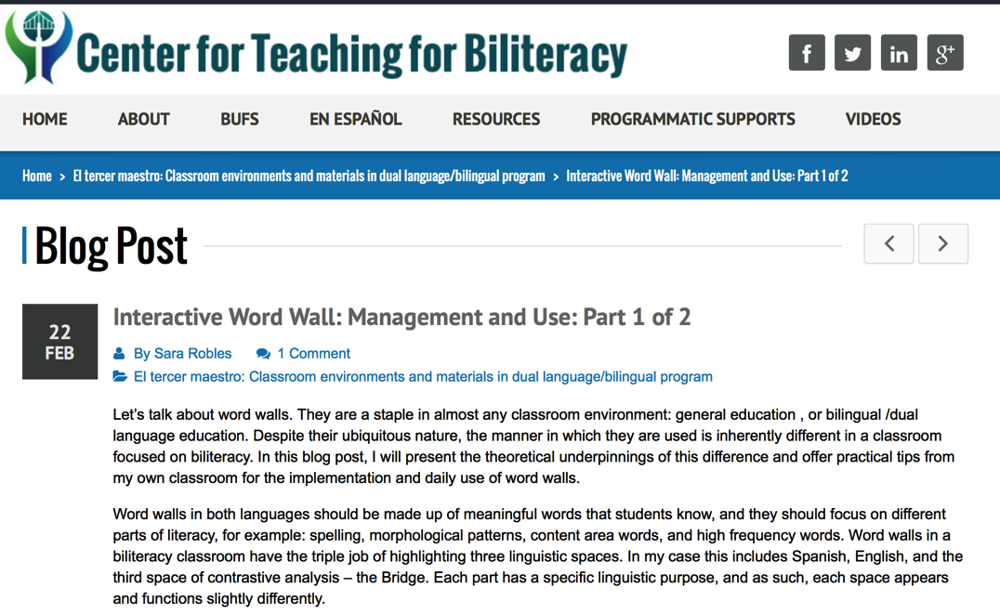 Center for Teaching for Biliteracy
HOME ABOUT BUFS EN ESPAÑOL RESOURCES PROGRAMMATIC SUPPORTS VIDEOS
Home > El tercer maestro: Classroom environments and materials in dual language/bilingual program > Interactive Word Wall: Management and Use: Part 1 of 2
Blog Post
22
FEB
Interactive Word Wall: Management and Use: Part 1 of 2
By Sara Robles 1 Comment
El tercer maestro: Classroom environments and materials in dual language/bilingual program
Let's talk about word walls. They are a staple in almost any classroom environment: general education , or bilingual /dual
language education. Despite their ubiquitous nature, the manner in which they are used is inherently different in a classroom
focused on biliteracy. In this blog post, I will present the theoretical underpinnings of this difference and offer practical tips from
my own classroom for the implementation and daily use of word walls.
Word walls in both languages should be made up of meaningful words that students know, and they should focus on different
parts of literacy, for example: spelling, morphological patterns, content area words, and high frequency words. Word walls in a
biliteracy classroom have the triple job of highlighting three linguistic spaces. In my case this includes Spanish, English, and the
third space of contrastive analysis – the Bridge. Each part has a specific linguistic purpose, and as such, each space appears
and functions slightly differently.